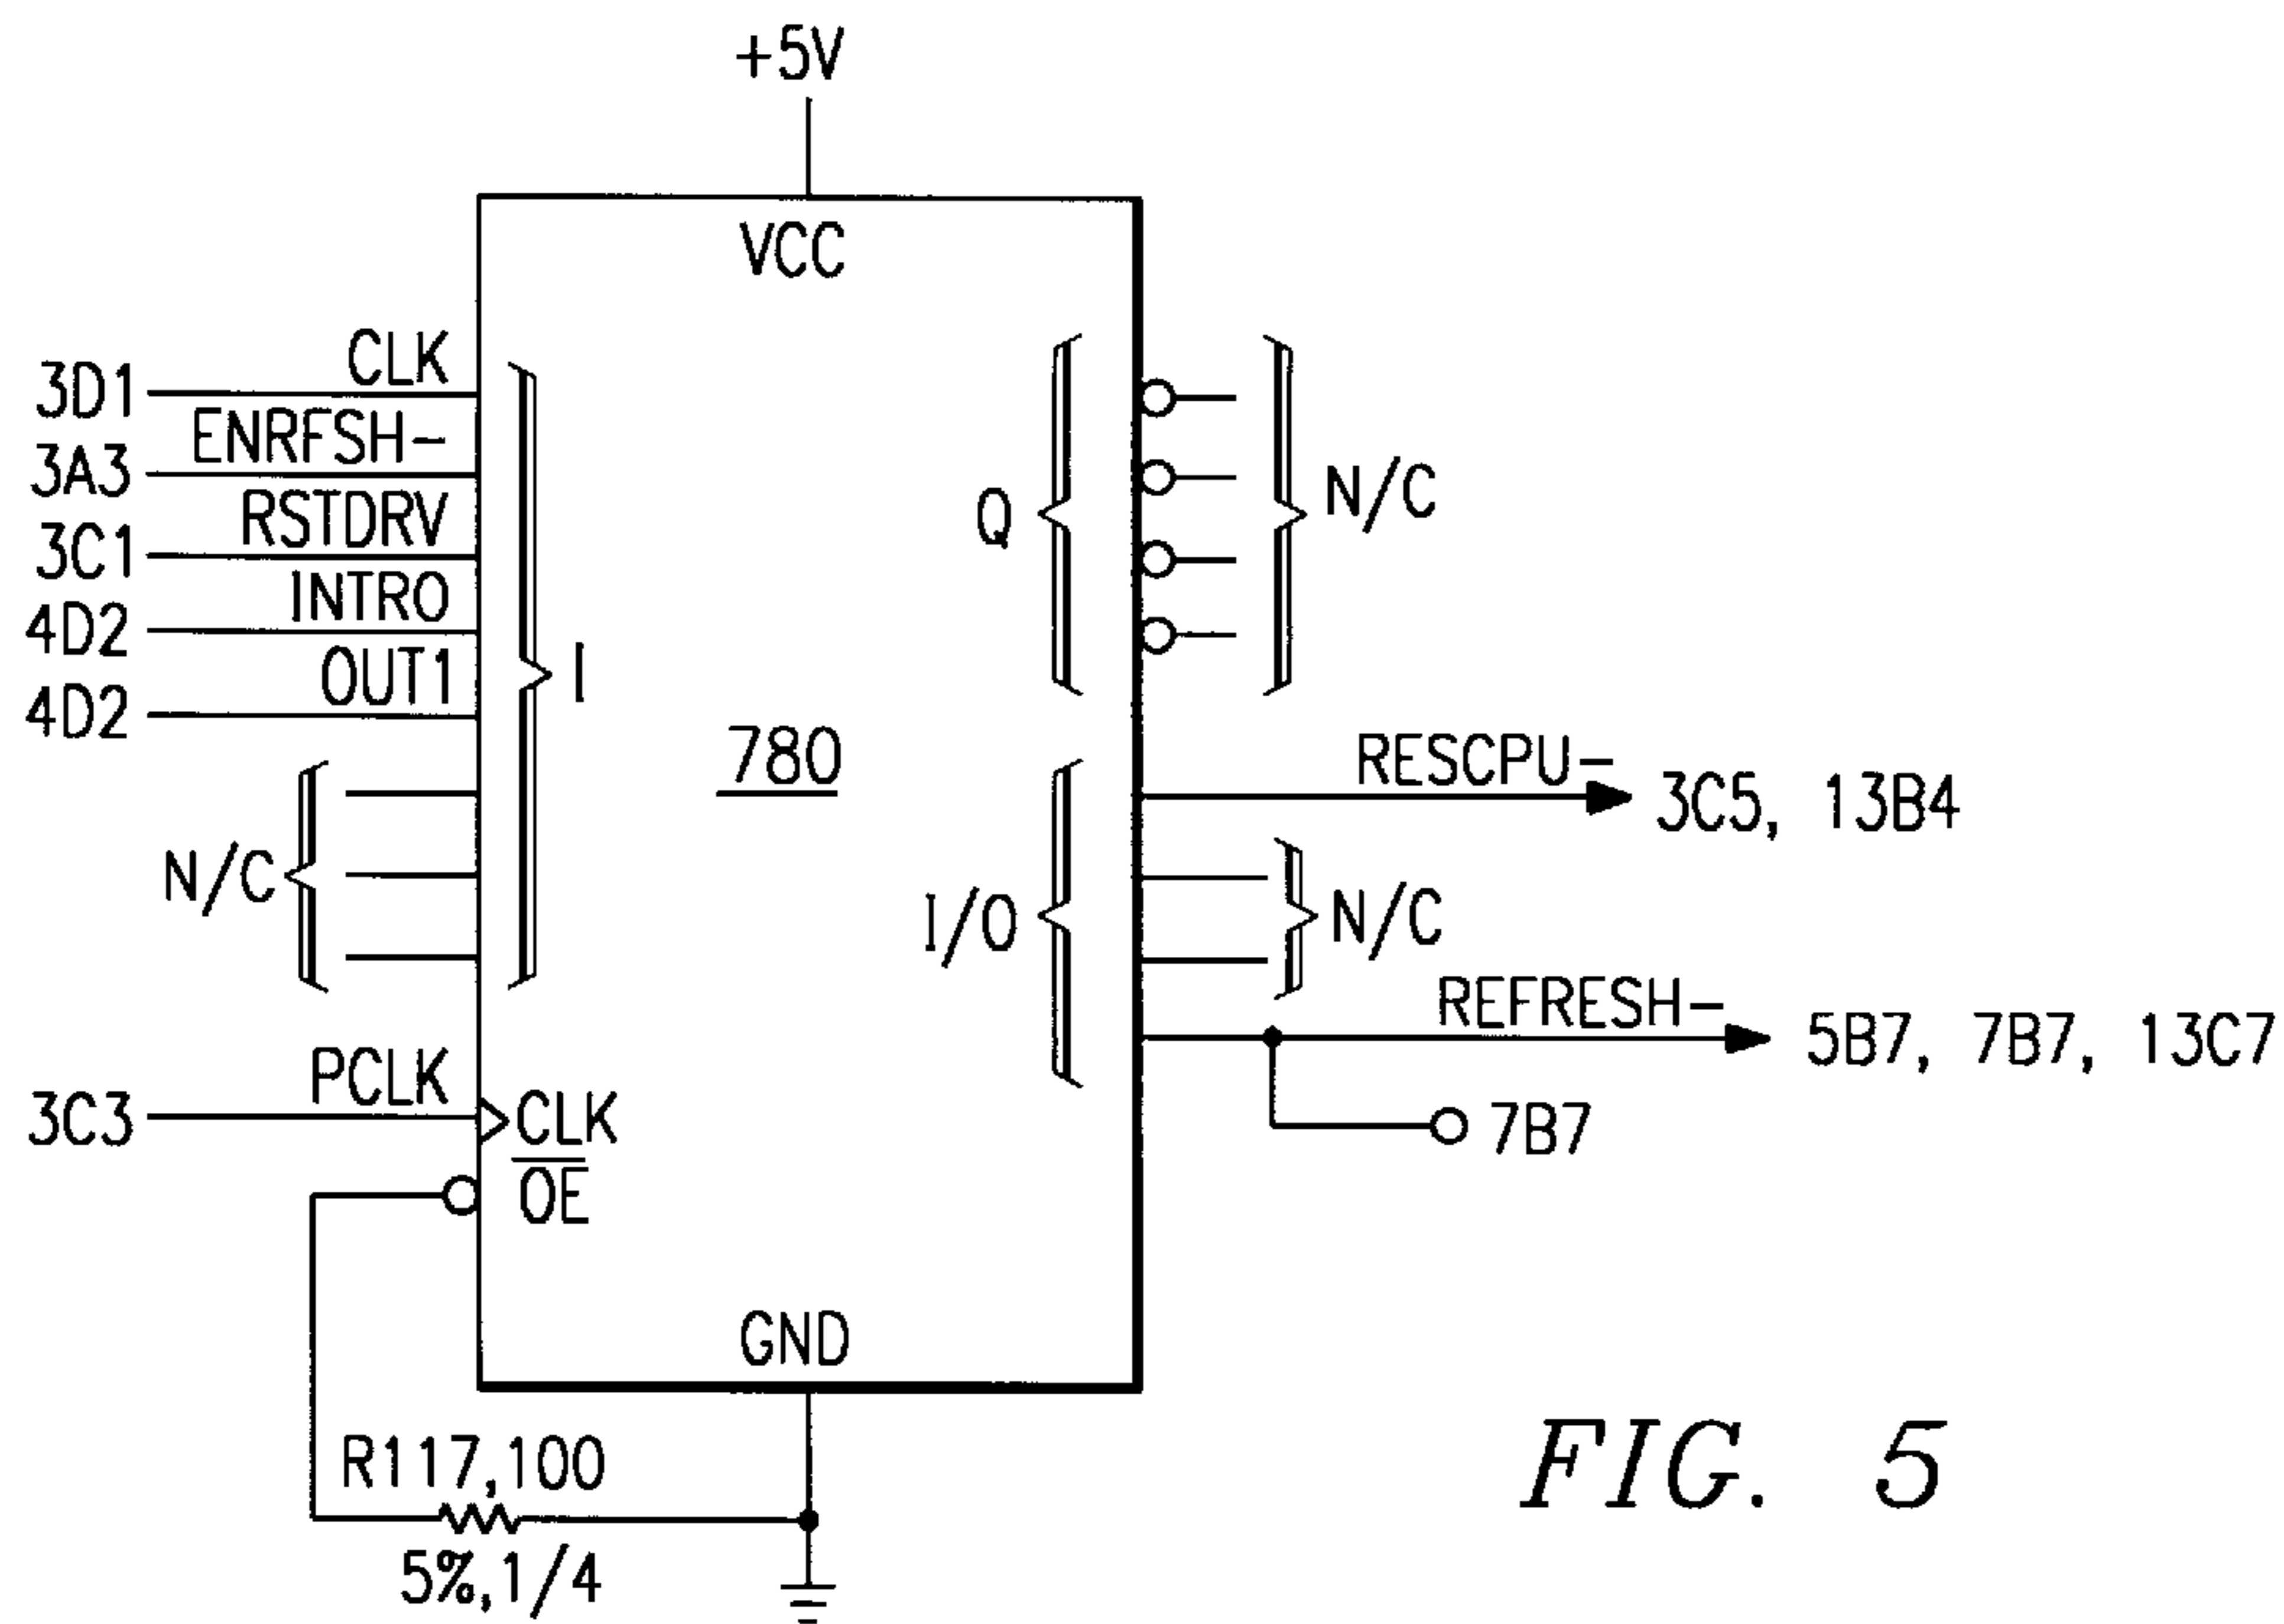 +5V
VCC
3D1 CLK
3A3 ENRFSH-
3C1 RSTDRV
4D2 INTRO
4D2 OUT1
I
N/C
3C3 PCLK
CLK
OE
780
Q
N/C
I/O
RESCPU- 3C5, 13B4
N/C
REFRESH- 5B7, 7B7, 13C7
7B7
GND
R117,100
5%,1/4
FIG. 5